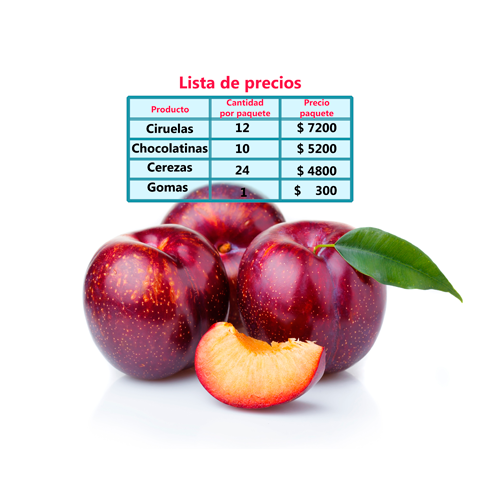 Lista de precios
Producto Cantidad por paquete Precio paquete
Ciruelas 12 $ 7200
Chocolatinas 10 $ 5200
Cerezas 24 $ 4800
Gomas 1 $ 300